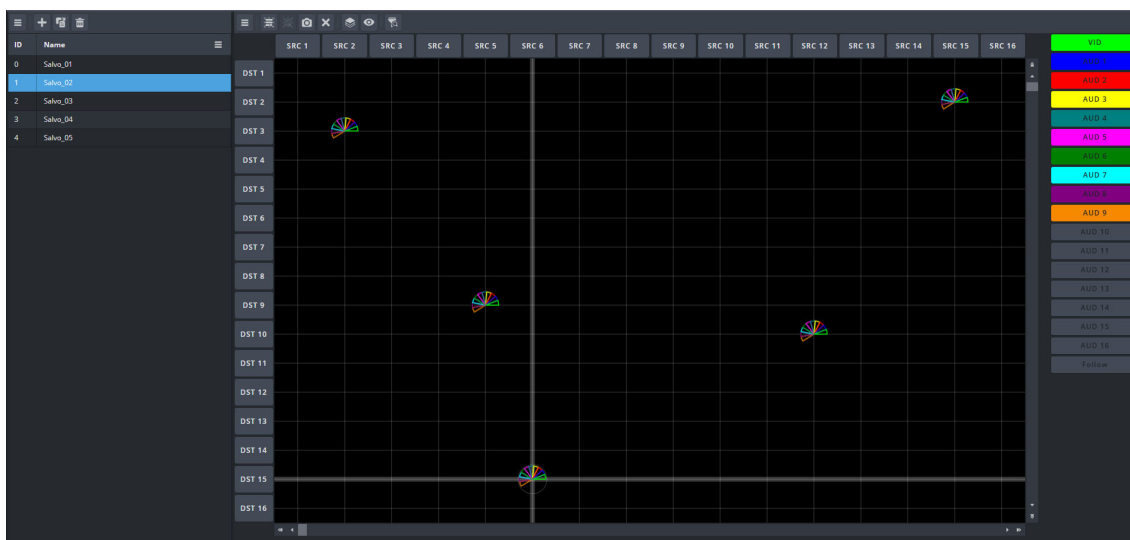 ID Name
0 Salvo_01
1 Salvo_02
2 Salvo_03
3 Salvo_04
4 Salvo_05
SRC 1 SRC 2 SRC 3 SRC 4 SRC 5 SRC 6 SRC 7 SRC 8 SRC 9 SRC 10 SRC 11 SRC 12 SRC 13 SRC 14 SRC 15 SRC 16
DST 1
DST 2
DST 3
DST 4
DST 5
DST 6
DST 7
DST 8
DST 9
DST 10
DST 11
DST 12
DST 13
DST 14
DST 15
DST 16
VID
AUD 2
AUD 3
AUD 4
AUD 5
AUD 6
AUD 7
AUD 8
AUD 9
AUD 10
AUD 11
AUD 12
AUD 13
AUD 14
AUD 15
AUD 16
Follow